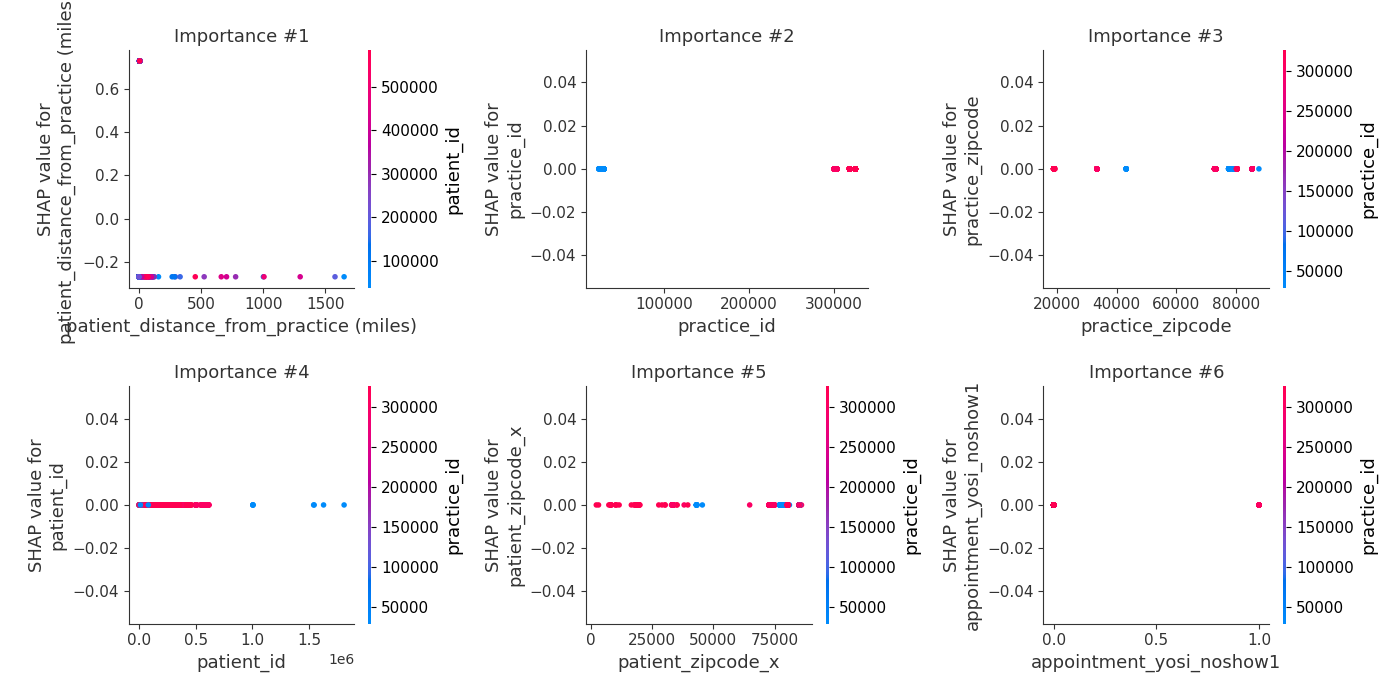 Importance #1
SHAP value for
patient_distance_from_practice (miles)
0.6
0.4
0.2
0.0
−0.2
0
500
1000
1500
patient_distance_from_practice (miles)
500000
400000
300000
200000
100000
patient_id
Importance #2
SHAP value for
practice_id
0.04
0.02
0.00
−0.02
−0.04
100000
200000
300000
practice_id
Importance #3
SHAP value for
practice_zipcode
0.04
0.02
0.00
−0.02
−0.04
20000
40000
60000
80000
practice_zipcode
300000
250000
200000
150000
100000
50000
practice_id
Importance #4
SHAP value for
patient_id
0.04
0.02
0.00
−0.02
−0.04
0.0
0.5
1.0
1.5
1e6
patient_id
300000
250000
200000
150000
100000
50000
practice_id
Importance #5
SHAP value for
patient_zipcode_x
0.04
0.02
0.00
−0.02
−0.04
0
25000
50000
75000
patient_zipcode_x
300000
250000
200000
150000
100000
50000
practice_id
Importance #6
SHAP value for
appointment_yosi_noshow1
0.04
0.02
0.00
−0.02
−0.04
0.0
0.5
1.0
appointment_yosi_noshow1
300000
250000
200000
150000
100000
50000
practice_id